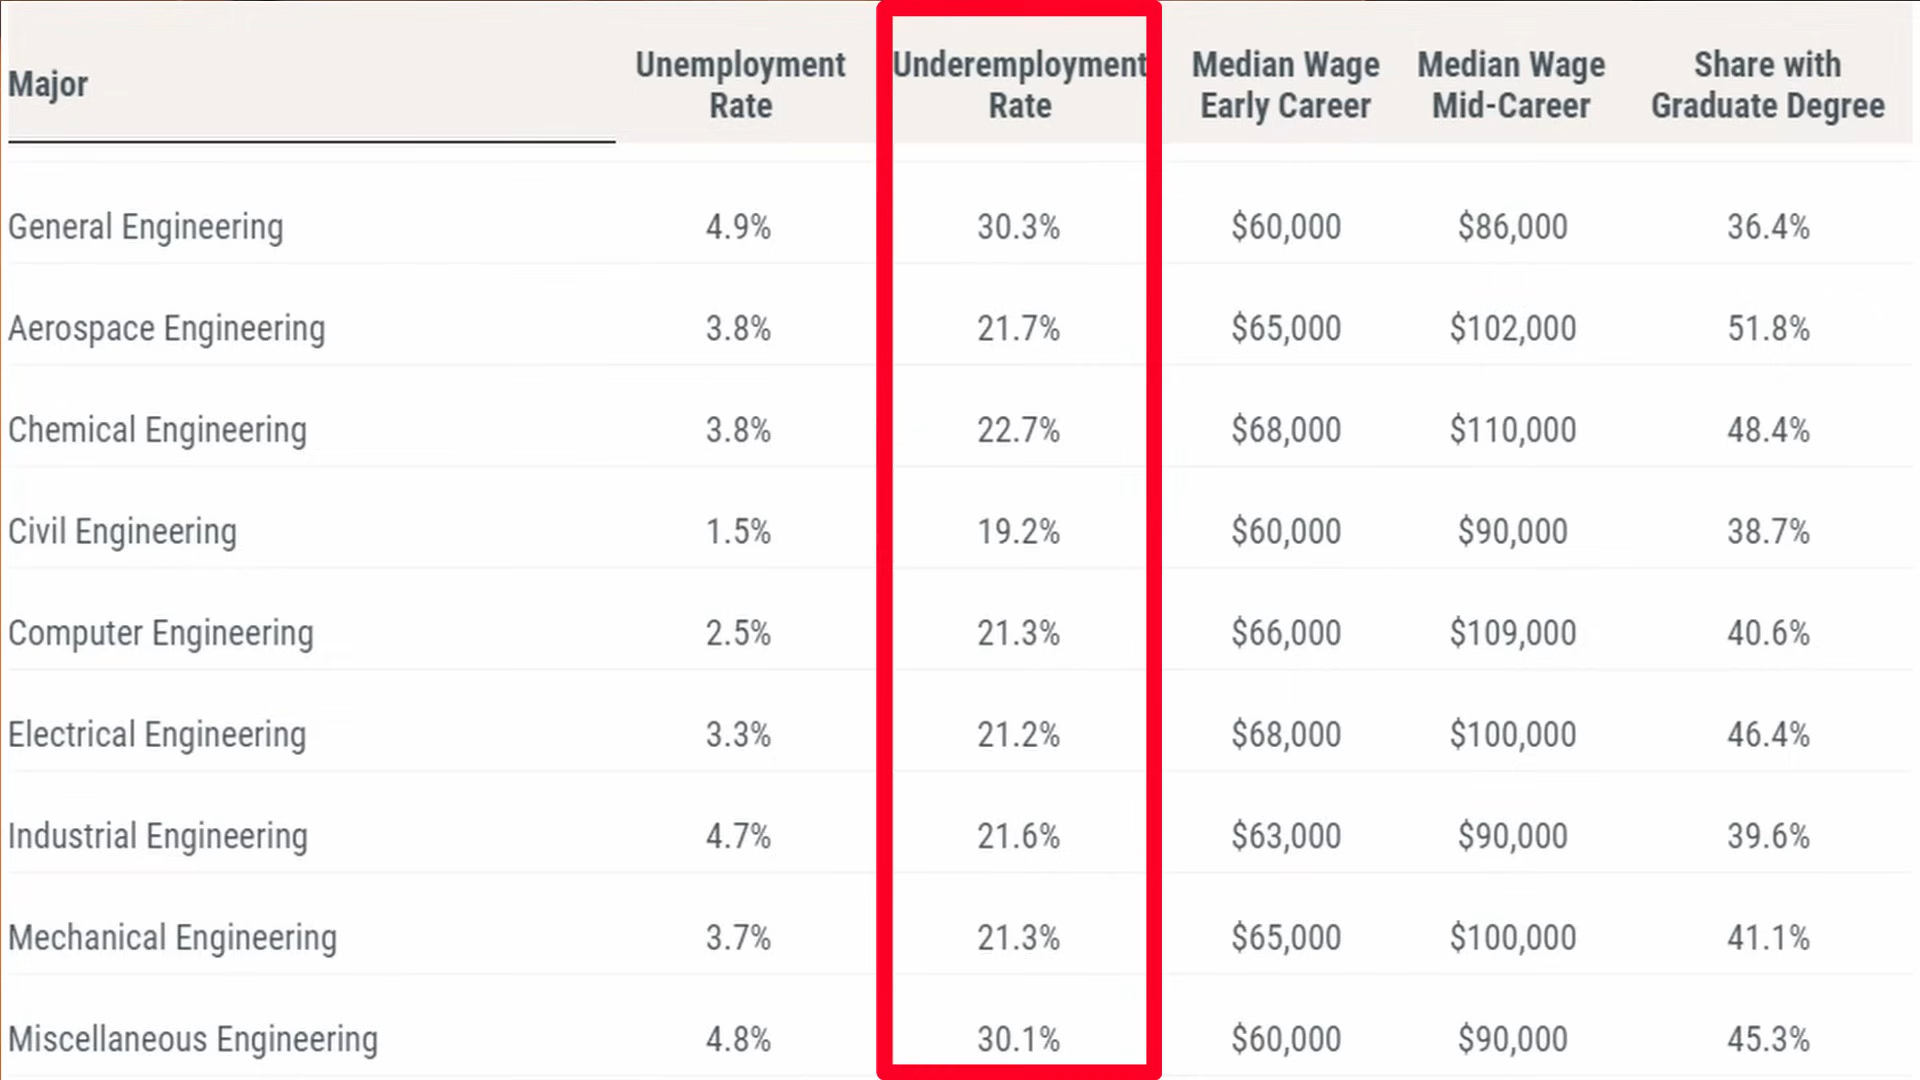 Major Unemployment Rate Underemployment Rate Median Wage Early Career Median Wage Mid-Career Share with Graduate Degree
General Engineering 4.9% 30.3% $60,000 $86,000 36.4%
Aerospace Engineering 3.8% 21.7% $65,000 $102,000 51.8%
Chemical Engineering 3.8% 22.7% $68,000 $110,000 48.4%
Civil Engineering 1.5% 19.2% $60,000 $90,000 38.7%
Computer Engineering 2.5% 21.3% $66,000 $109,000 40.6%
Electrical Engineering 3.3% 21.2% $68,000 $100,000 46.4%
Industrial Engineering 4.7% 21.6% $63,000 $90,000 39.6%
Mechanical Engineering 3.7% 21.3% $65,000 $100,000 41.1%
Miscellaneous Engineering 4.8% 30.1% $60,000 $90,000 45.3%